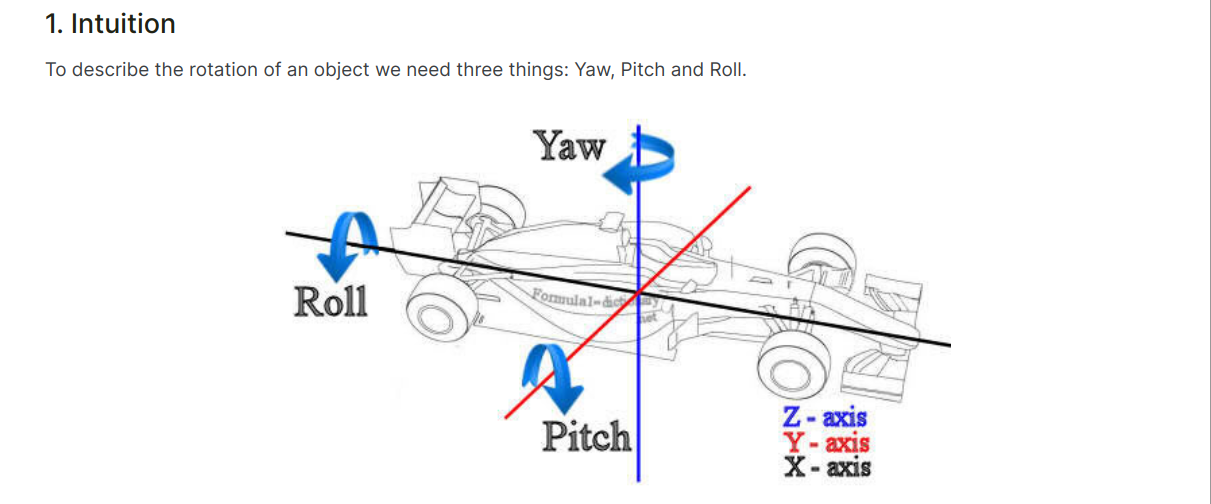 1. Intuition
To describe the rotation of an object we need three things: Yaw, Pitch and Roll.
Yaw
Roll
Formula1-dictionary
net
Pitch
Z - axis
Y - axis
X - axis